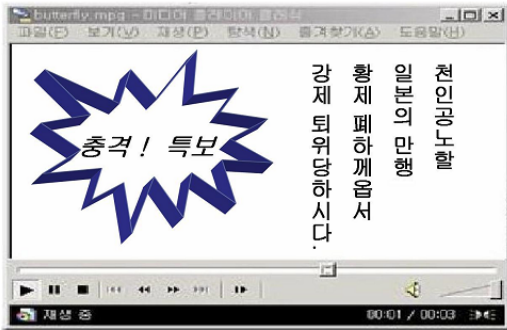 butterfly.mpg - 미디어 플레이어 클래식
파일(F) 보기(V) 재생(P) 탐색(N) 즐겨찾기(A) 도움말(H)
충격! 특보
천인공노할
일본의 만행
황제 폐하께옵서
강제 퇴위당하시다.
재생 중
00:01 / 00:03